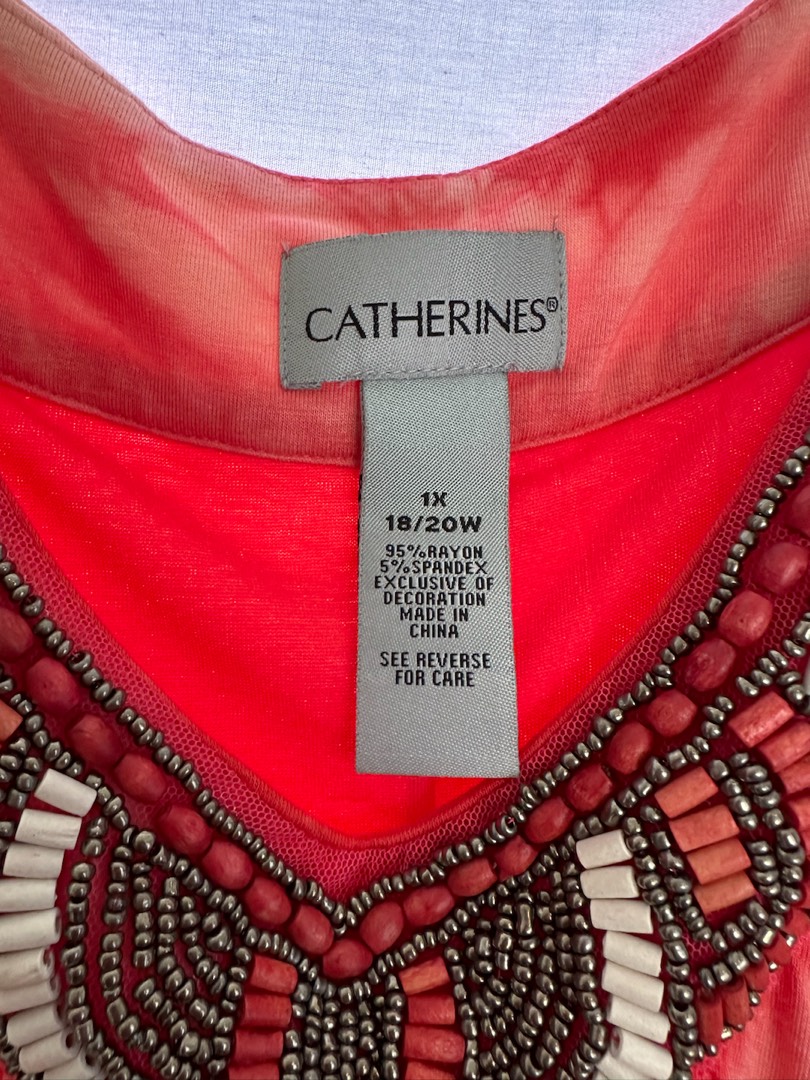 CATHERINES®
1X
18/20W
95%RAYON
5%SPANDEX
EXCLUSIVE OF
DECORATION
MADE IN
CHINA
SEE REVERSE
FOR CARE